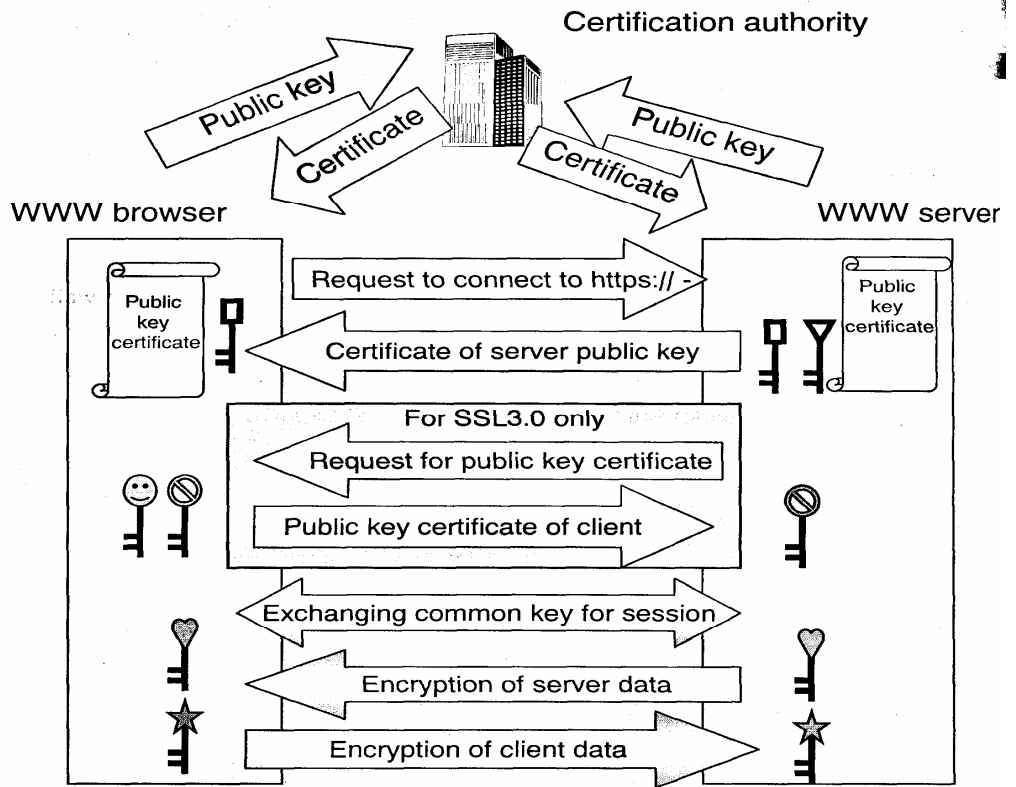 Certification authority
Public key
Certificate
Public key
Certificate
WWW browser
WWW server
Public
key
certificate
Request to connect to https:// -
Public
key
certificate
Certificate of server public key
For SSL3.0 only
Request for public key certificate
Public key certificate of client
Exchanging common key for session
Encryption of server data
Encryption of client data